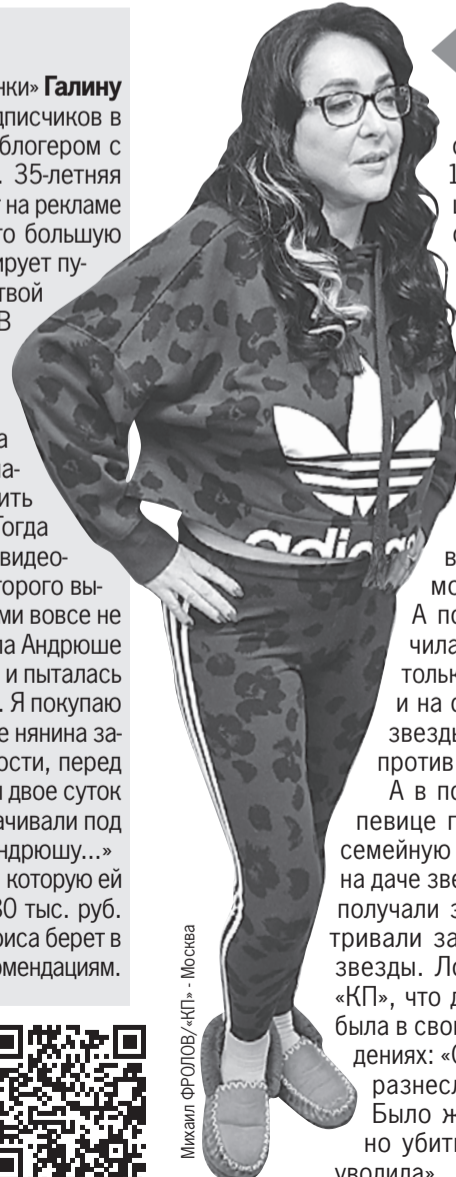 нки» Галину
дписчиков в
блогером с
. 35-летняя
т на рекламе
то большую
ирует пу-
твой
В
а
на-
ить
Тогда
видео-
торого вы-
ми вовсе не
ла Андрюше
и пыталась
. Я покупаю
е нянина за-
ости, перед
и двое суток
ачивали под
ндрюшу...»
которую ей
80 тыс. руб.
риса берет в
омендациям.
adidas
Михаил ФРОЛОВ/«КП» - Москва
в
мо
А по
чила
тольк
и на с
звезды
против
А в по
певице п
семейную
на даче зве
получали з
тривали за
звезды. Ло
«КП», что д
была в свои
дениях: «С
разнесл
Было ж
но убить
уводила»